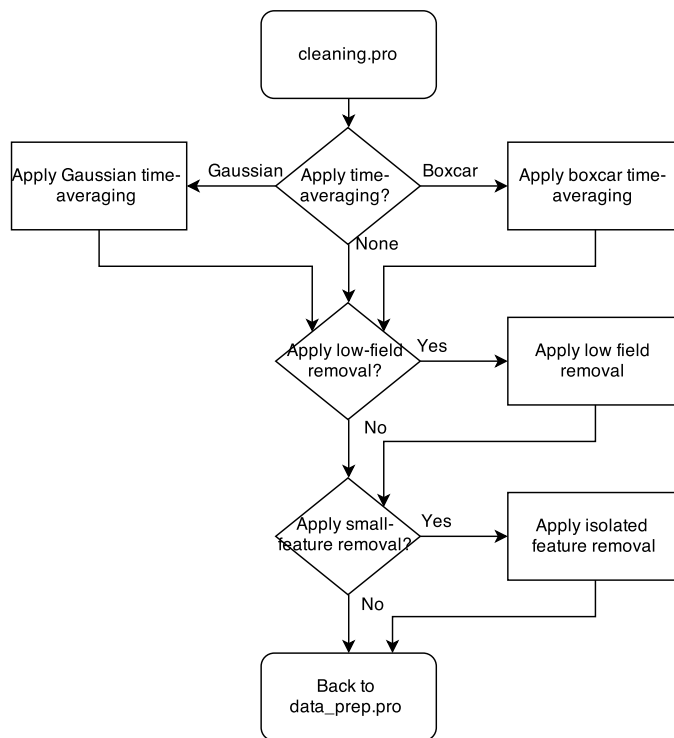 cleaning.pro
Gaussian
Boxcar
Apply Gaussian time-
averaging
Apply time-
averaging?
Apply boxcar time-
averaging
None
Apply low-field
removal?
Yes
Apply low field
removal
No
Apply small-
feature removal?
Yes
Apply isolated
feature removal
No
Back to
data_prep.pro